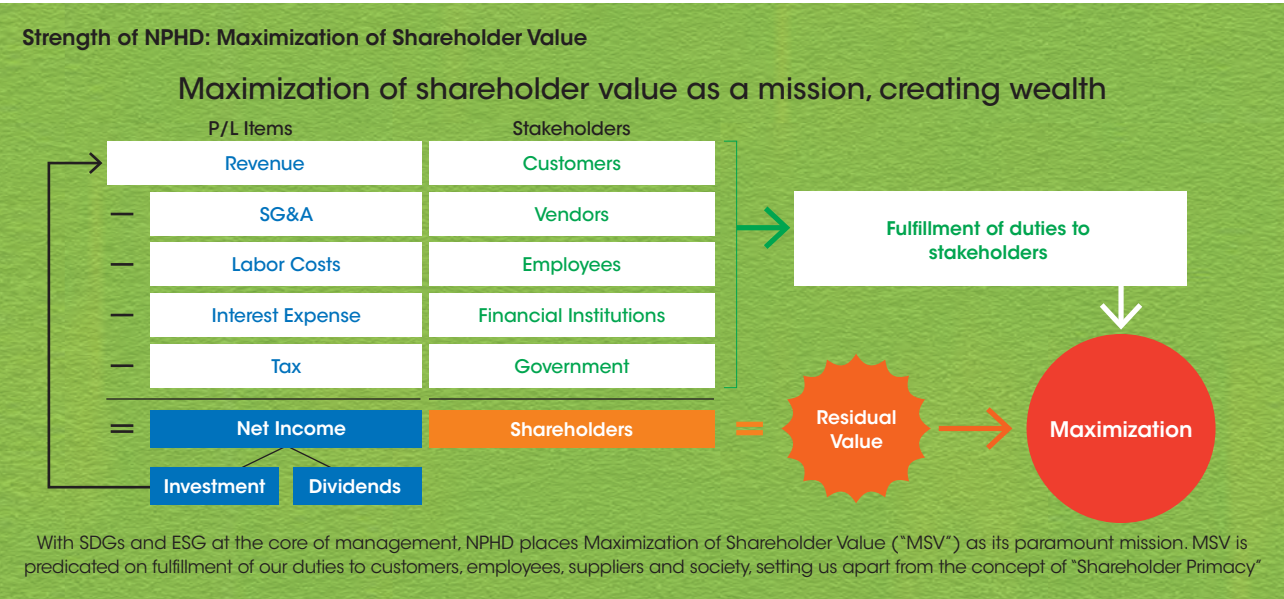 Strength of NPHD: Maximization of Shareholder Value
Maximization of shareholder value as a mission, creating wealth
P/L Items
Stakeholders
Revenue
Customers
— SG&A
Vendors
— Labor Costs
Employees
— Interest Expense
Financial Institutions
— Tax
Government
Fulfillment of duties to
stakeholders
= Net Income
Shareholders
=
Residual
Value
Maximization
Investment
Dividends
With SDGs and ESG at the core of management, NPHD places Maximization of Shareholder Value (“MSV”) as its paramount mission. MSV is
predicated on fulfillment of our duties to customers, employees, suppliers and society, setting us apart from the concept of “Shareholder Primacy”